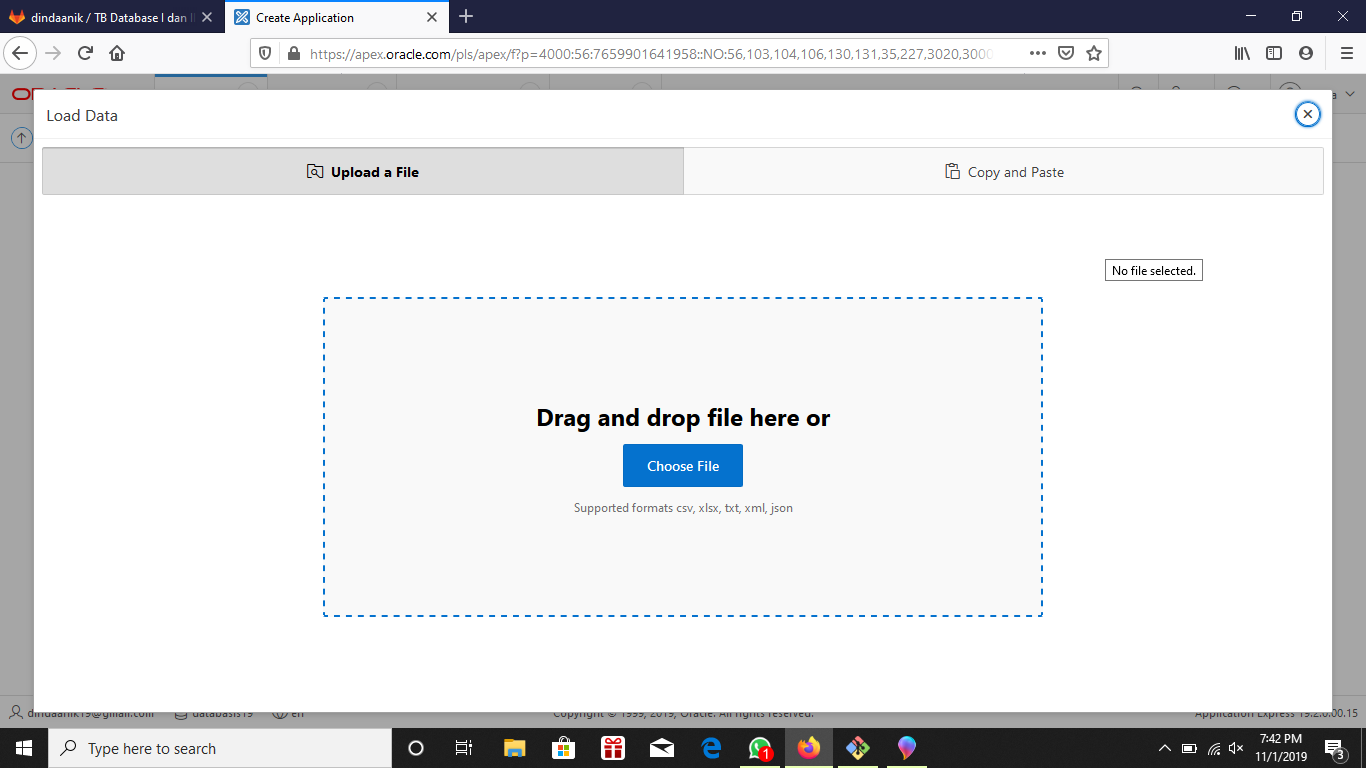 dindaanik / TB Database I dan I
Create Application
https://apex.oracle.com/pls/apex/f?p=4000:56:7659901641958::NO:56,103,104,106,130,131,35,227,3020,3000
Load Data
Upload a File
Copy and Paste
No file selected.
Drag and drop file here or
Choose File
Supported formats csv, xlsx, txt, xml, json
dindaanik19@gmail.com
databasis19
en
Copyright © 1999, 2019, Oracle. All rights reserved.
Application Express 19.2.0.00.15
Type here to search
1
7:42 PM
11/1/2019
3